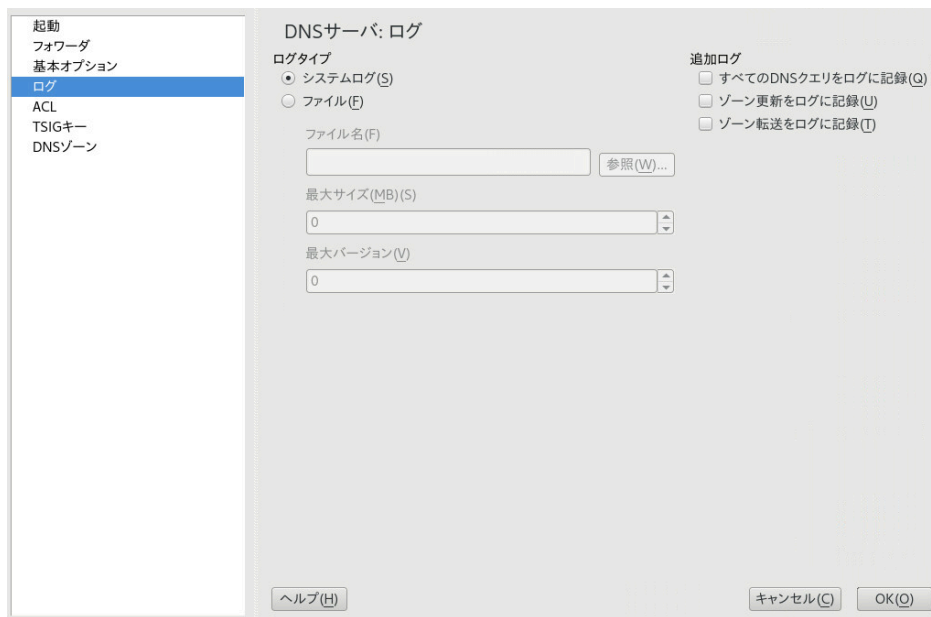 起動
フォワーダ
基本オプション
ログ
ACL
TSIGキー
DNSゾーン
DNSサーバ: ログ
ログタイプ
システムログ(S)
ファイル(F)
ファイル名(F)
参照(W)...
最大サイズ(MB)(S)
0
最大バージョン(V)
0
追加ログ
すべてのDNSクエリをログに記録(Q)
ゾーン更新をログに記録(U)
ゾーン転送をログに記録(T)
ヘルプ(H)
キャンセル(C)
OK(O)